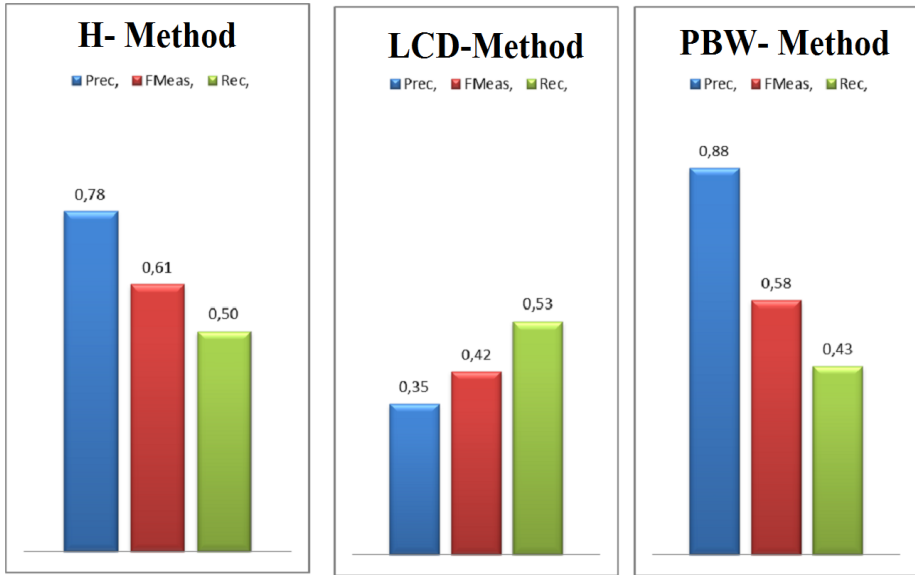 H- Method
Prec, FMeas, Rec,
0,78
0,61
0,50
LCD-Method
Prec, FMeas, Rec,
0,35
0,42
0,53
PBW- Method
Prec, FMeas, Rec,
0,88
0,58
0,43